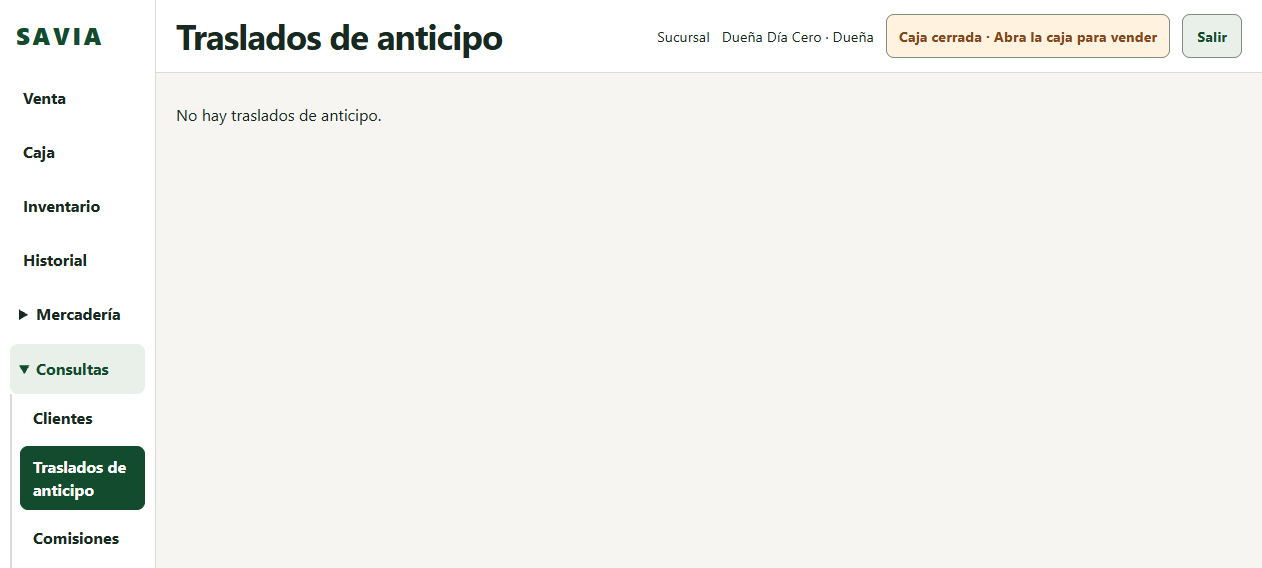 SAVIA
Traslados de anticipo
Sucursal Dueña Día Cero · Dueña
Caja cerrada · Abra la caja para vender
Salir
Venta
Caja
Inventario
Historial
Mercadería
Consultas
Clientes
Traslados de
anticipo
Comisiones
No hay traslados de anticipo.